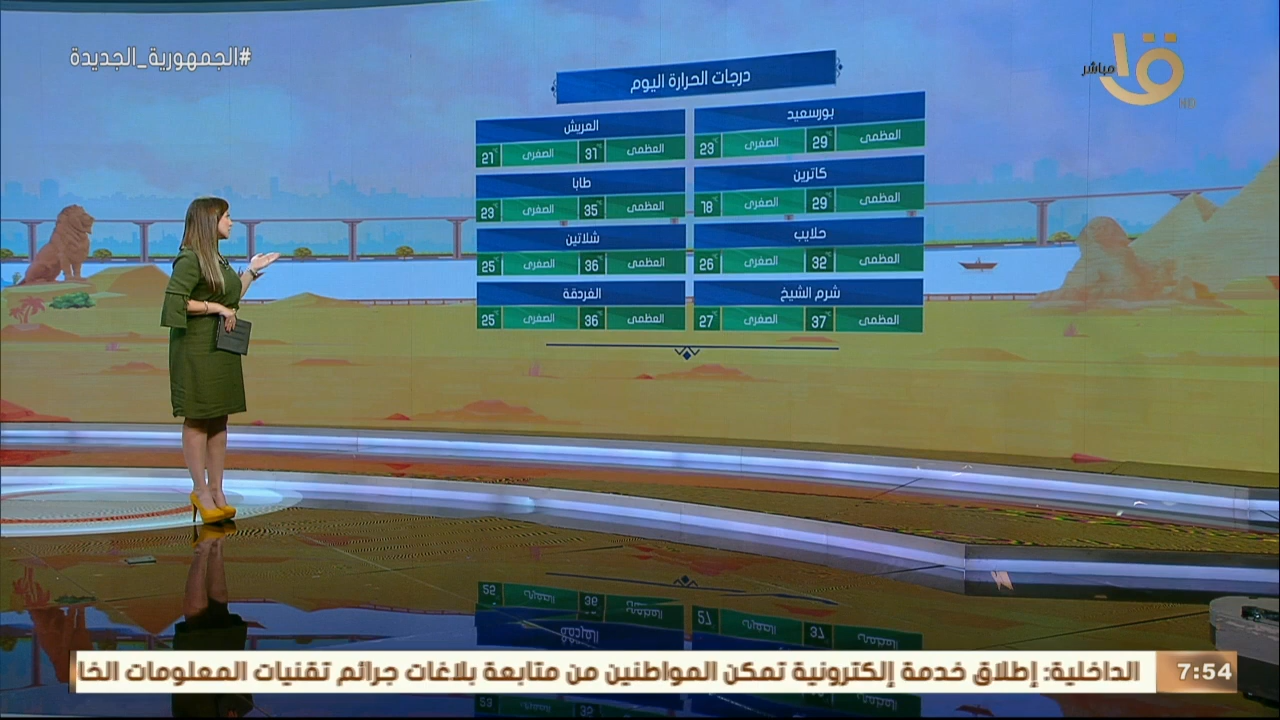 #الجمهورية_الجديدة
مباشر
HD
درجات الحرارة اليوم
بورسعيد
العظمى 29 الصغرى 23
العريش
العظمى 31 الصغرى 21
كاترين
العظمى 29 الصغرى 18
طابا
العظمى 35 الصغرى 23
حلايب
العظمى 32 الصغرى 26
شلاتين
العظمى 36 الصغرى 25
شرم الشيخ
العظمى 37 الصغرى 27
الغردقة
العظمى 36 الصغرى 25
7:54
الداخلية: إطلاق خدمة إلكترونية تمكن المواطنين من متابعة بلاغات جرائم تقنيات المعلومات الخا